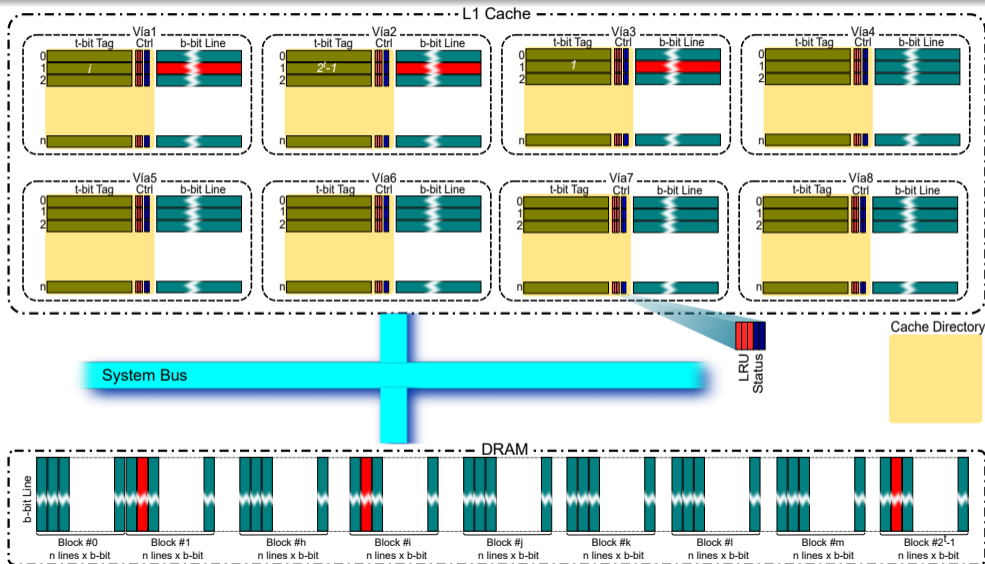 L1 Cache
Vía1
t-bit Tag Ctrl b-bit Line
0
1 i
2
n
Vía2
t-bit Tag Ctrl b-bit Line
0
1 2^t-1
2
n
Vía3
t-bit Tag Ctrl b-bit Line
0
1 1
2
n
Vía4
t-bit Tag Ctrl b-bit Line
0
1
2
n
Vía5
t-bit Tag Ctrl b-bit Line
0
1
2
n
Vía6
t-bit Tag Ctrl b-bit Line
0
1
2
n
Vía7
t-bit Tag Ctrl b-bit Line
0
1
2
n
Vía8
t-bit Tag Ctrl b-bit Line
0
1
2
n
LRU
Status
Cache Directory
System Bus
DRAM
b-bit Line
Block #0
n lines x b-bit
Block #1
n lines x b-bit
Block #h
n lines x b-bit
Block #i
n lines x b-bit
Block #j
n lines x b-bit
Block #k
n lines x b-bit
Block #l
n lines x b-bit
Block #m
n lines x b-bit
Block #2^t-1
n lines x b-bit